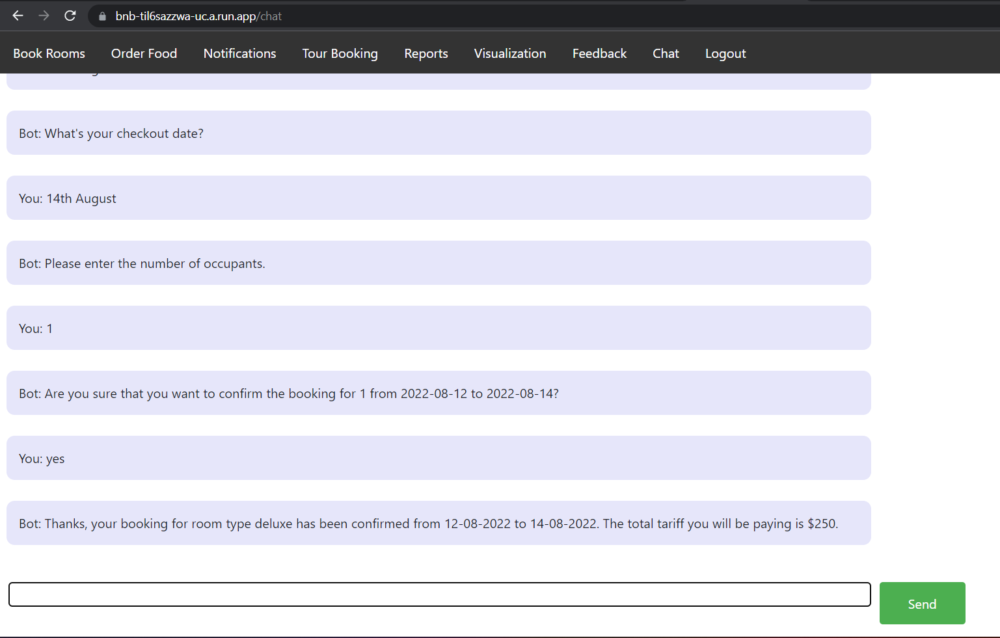 bnb-til6sazzwa-uc.a.run.app/chat
Book Rooms Order Food Notifications Tour Booking Reports Visualization Feedback Chat Logout
Bot: What's your checkout date?
You: 14th August
Bot: Please enter the number of occupants.
You: 1
Bot: Are you sure that you want to confirm the booking for 1 from 2022-08-12 to 2022-08-14?
You: yes
Bot: Thanks, your booking for room type deluxe has been confirmed from 12-08-2022 to 14-08-2022. The total tariff you will be paying is $250.
Send